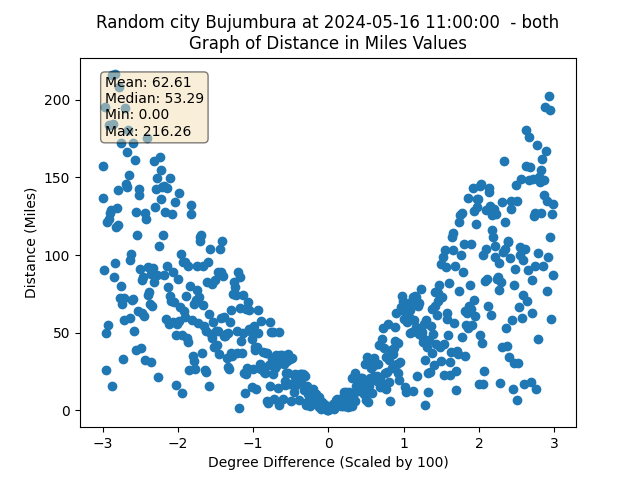 Random city Bujumbura at 2024-05-16 11:00:00  - both
Graph of Distance in Miles Values
Mean: 62.61
Median: 53.29
Min: 0.00
Max: 216.26
Distance (Miles)
200
150
100
50
0
−3 −2 −1 0 1 2 3
Degree Difference (Scaled by 100)